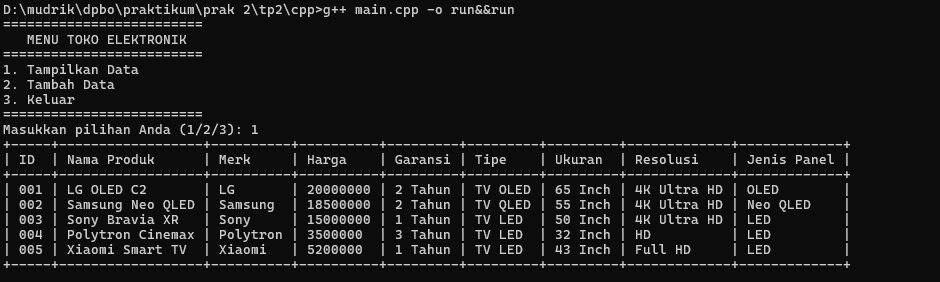 D:\mudrik\dpbo\praktikum\prak 2\tp2\cpp>g++ main.cpp -o run&&run
=========================
   MENU TOKO ELEKTRONIK
=========================
1. Tampilkan Data
2. Tambah Data
3. Keluar
=========================
Masukkan pilihan Anda (1/2/3): 1
+-----+------------------+----------+----------+---------+---------+---------+-------------+-------------+
| ID  | Nama Produk      | Merk     | Harga    | Garansi | Tipe    | Ukuran  | Resolusi    | Jenis Panel |
+-----+------------------+----------+----------+---------+---------+---------+-------------+-------------+
| 001 | LG OLED C2       | LG       | 20000000 | 2 Tahun | TV OLED | 65 Inch | 4K Ultra HD | OLED        |
| 002 | Samsung Neo QLED | Samsung  | 18500000 | 2 Tahun | TV QLED | 55 Inch | 4K Ultra HD | Neo QLED    |
| 003 | Sony Bravia XR   | Sony     | 15000000 | 1 Tahun | TV LED  | 50 Inch | 4K Ultra HD | LED         |
| 004 | Polytron Cinemax | Polytron | 3500000  | 3 Tahun | TV LED  | 32 Inch | HD          | LED         |
| 005 | Xiaomi Smart TV  | Xiaomi   | 5200000  | 1 Tahun | TV LED  | 43 Inch | Full HD     | LED         |
+-----+------------------+----------+----------+---------+---------+---------+-------------+-------------+